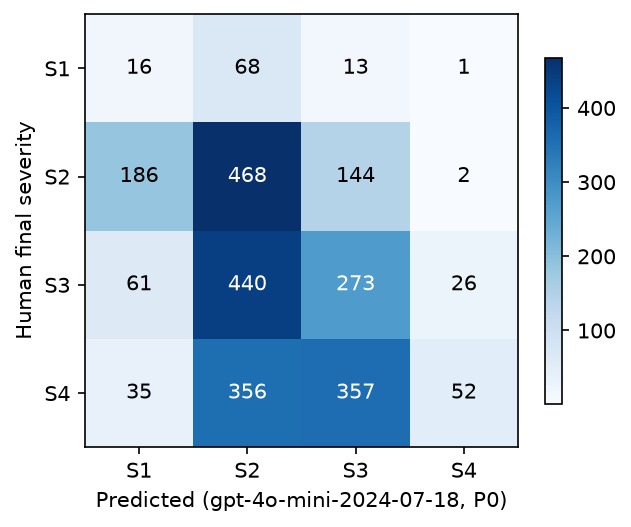 S1 16 68 13 1
S2 186 468 144 2
S3 61 440 273 26
S4 35 356 357 52
S1 S2 S3 S4
Predicted (gpt-4o-mini-2024-07-18, P0)
Human final severity
400
300
200
100